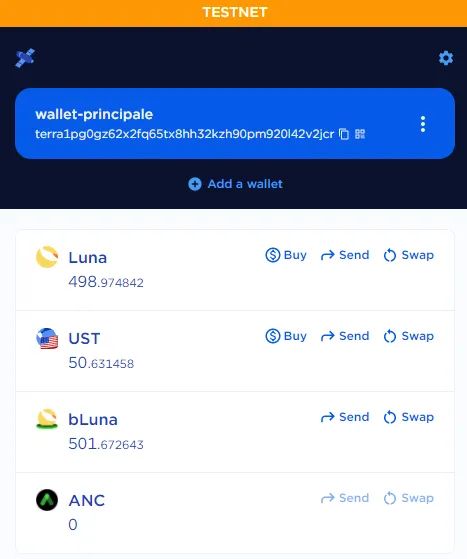 TESTNET
wallet-principale
terra1pg0gz62x2fq65tx8hh32kzh90pm920l42v2jcr
Add a wallet
Luna Buy Send Swap
498.974842
UST Buy Send Swap
50.631458
bLuna Send Swap
501.672643
ANC Send Swap
0